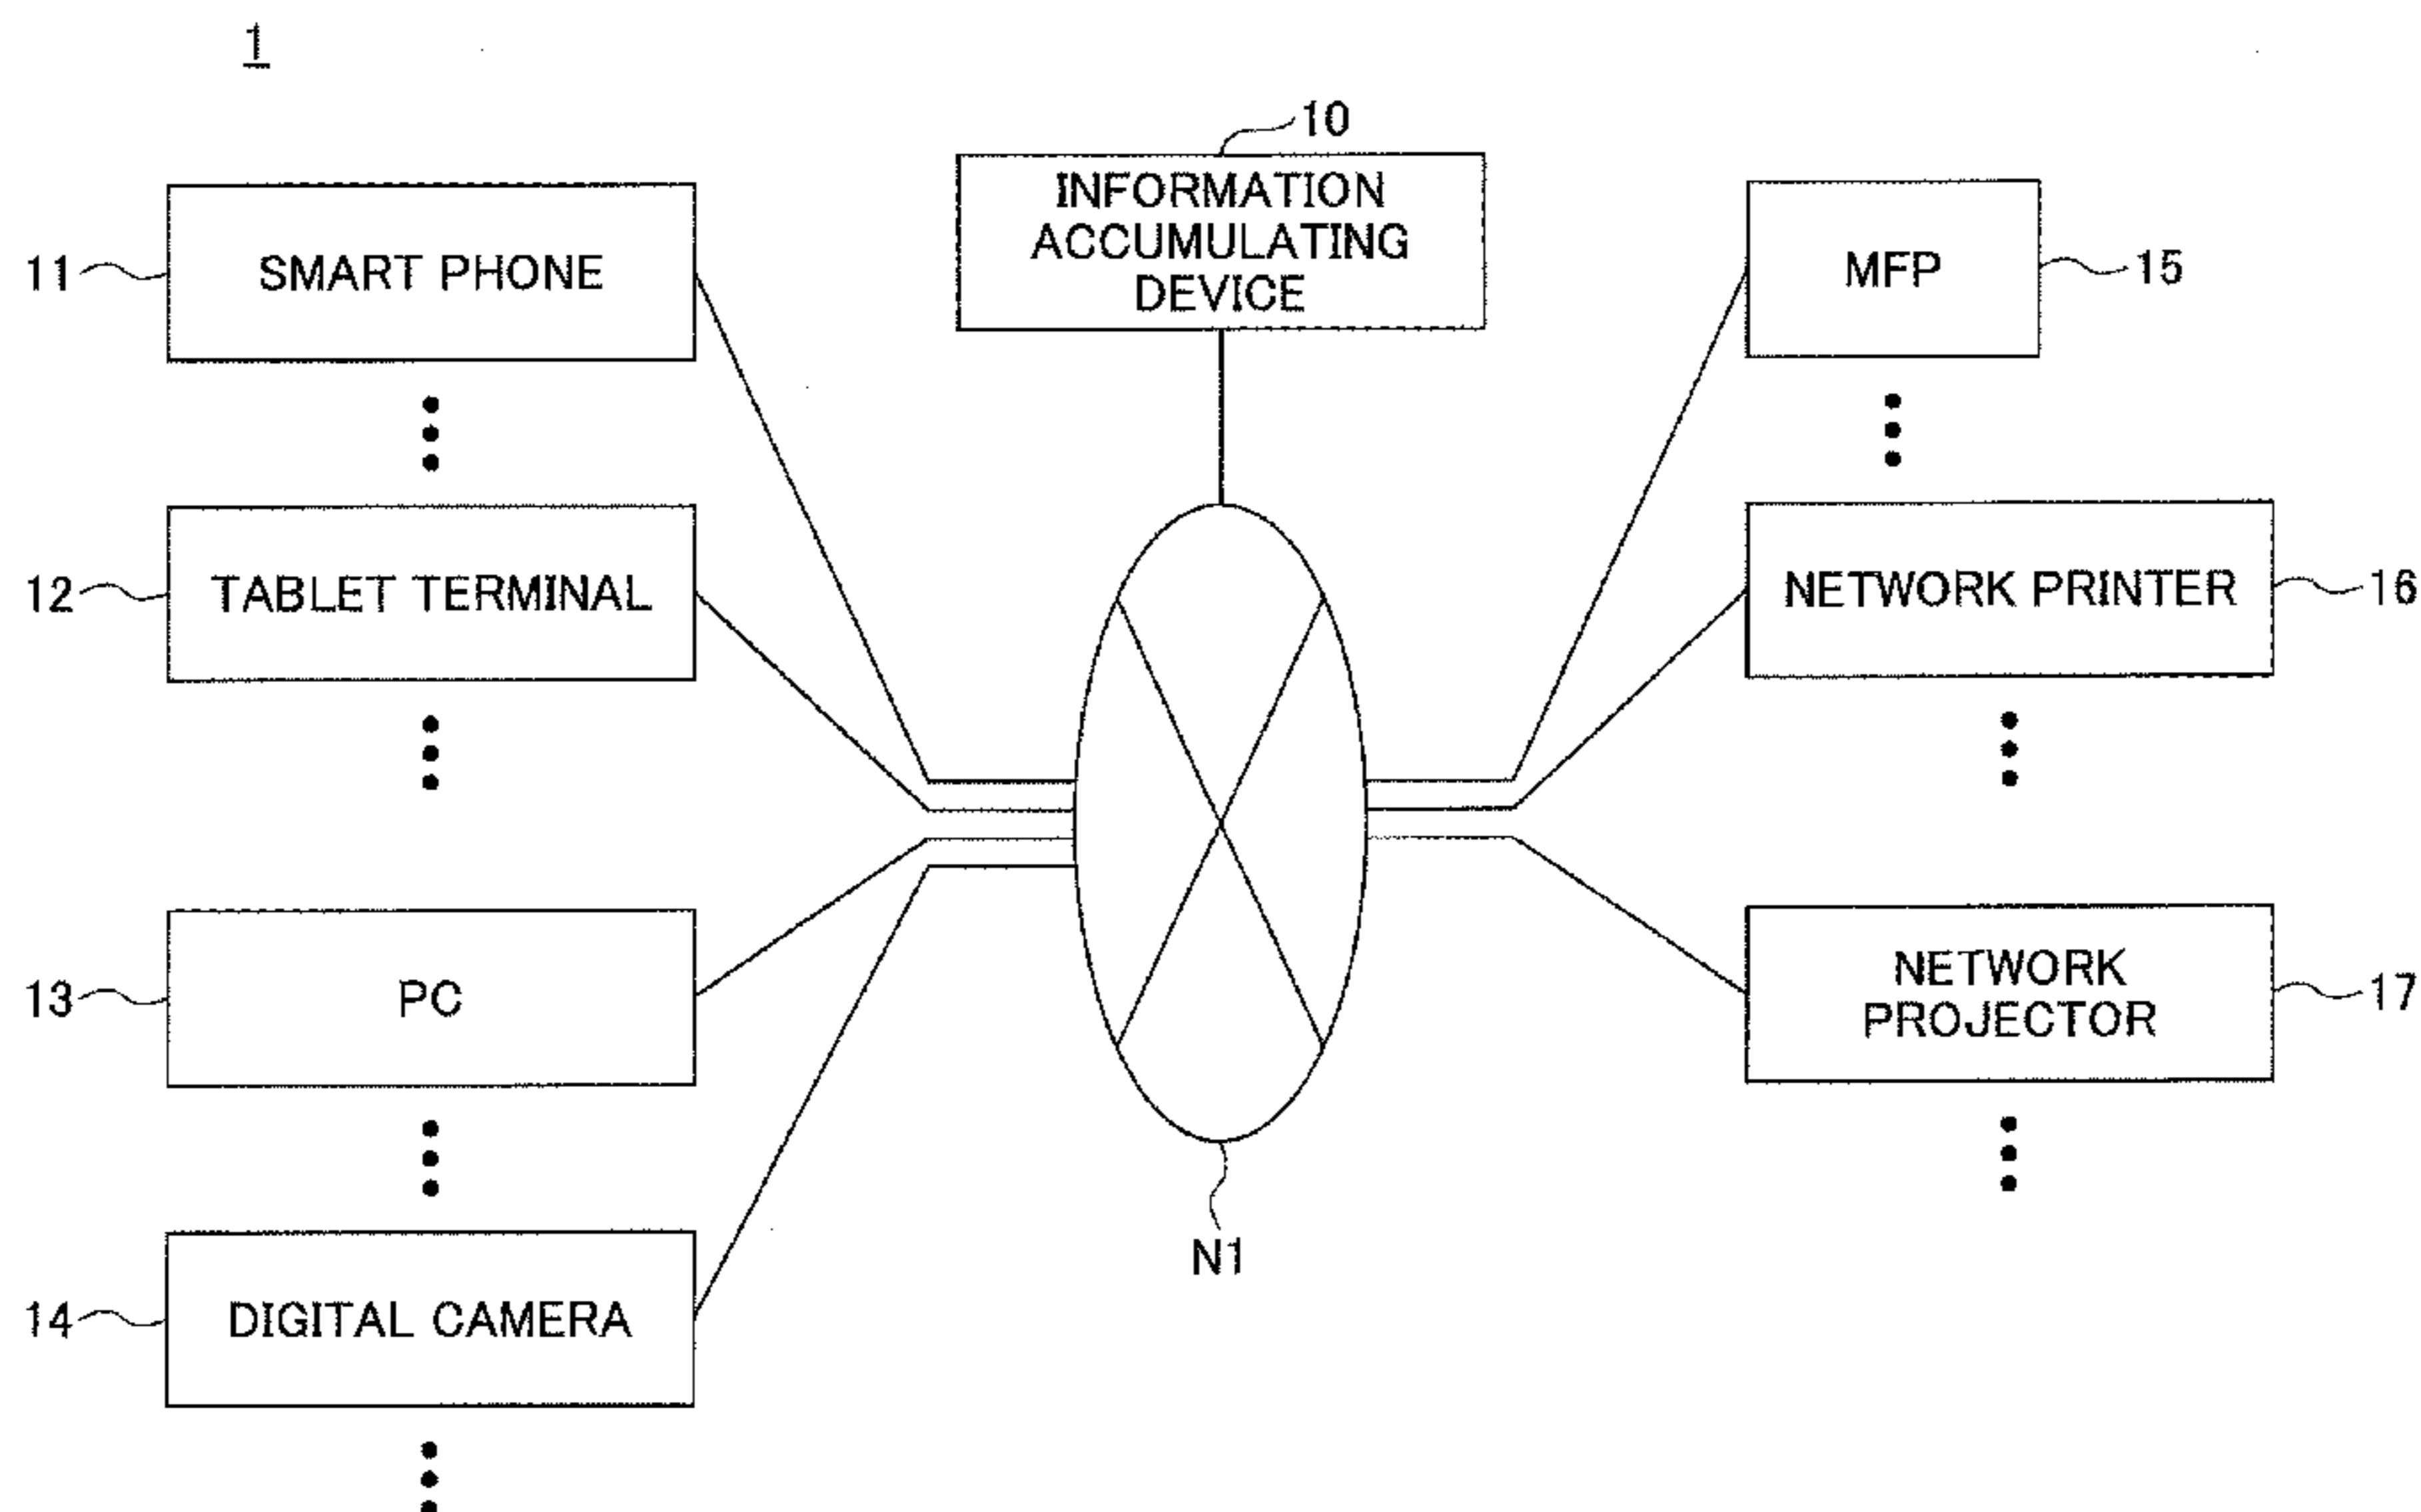 1
10
INFORMATION
ACCUMULATING
DEVICE
11
SMART PHONE
MFP
15
12
TABLET TERMINAL
NETWORK PRINTER
16
13
PC
NETWORK
PROJECTOR
17
N1
14
DIGITAL CAMERA